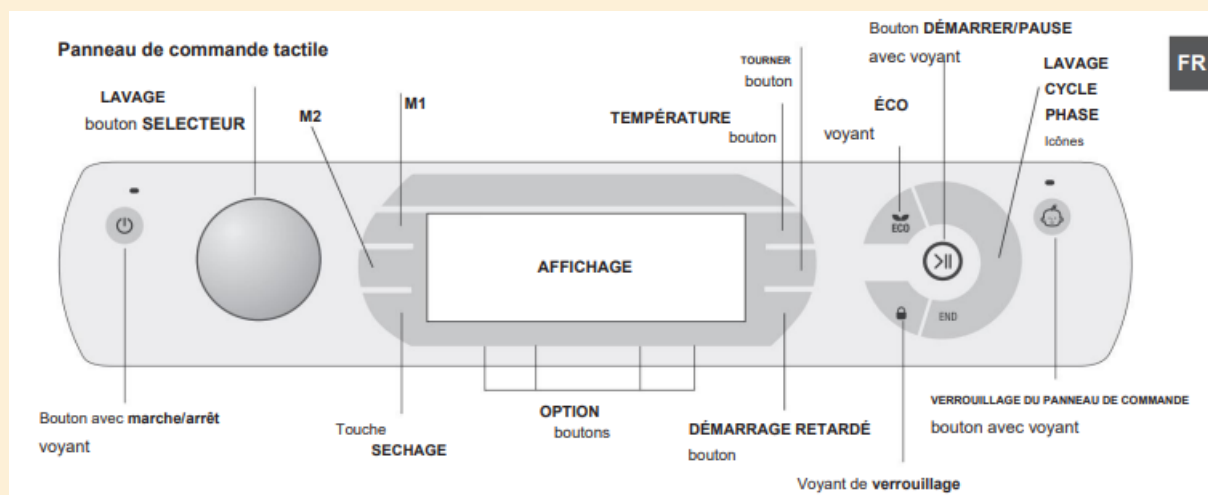 Panneau de commande tactile
LAVAGE
bouton SELECTEUR
M2
M1
TEMPÉRATURE
bouton
TOURNER
bouton
Bouton DÉMARRER/PAUSE
avec voyant
ÉCO
voyant
LAVAGE
CYCLE
PHASE
Icônes
FR
ECO
AFFICHAGE
END
Bouton avec marche/arrêt
voyant
Touche
SECHAGE
OPTION
boutons
DÉMARRAGE RETARDÉ
bouton
Voyant de verrouillage
VERROUILLAGE DU PANNEAU DE COMMANDE
bouton avec voyant